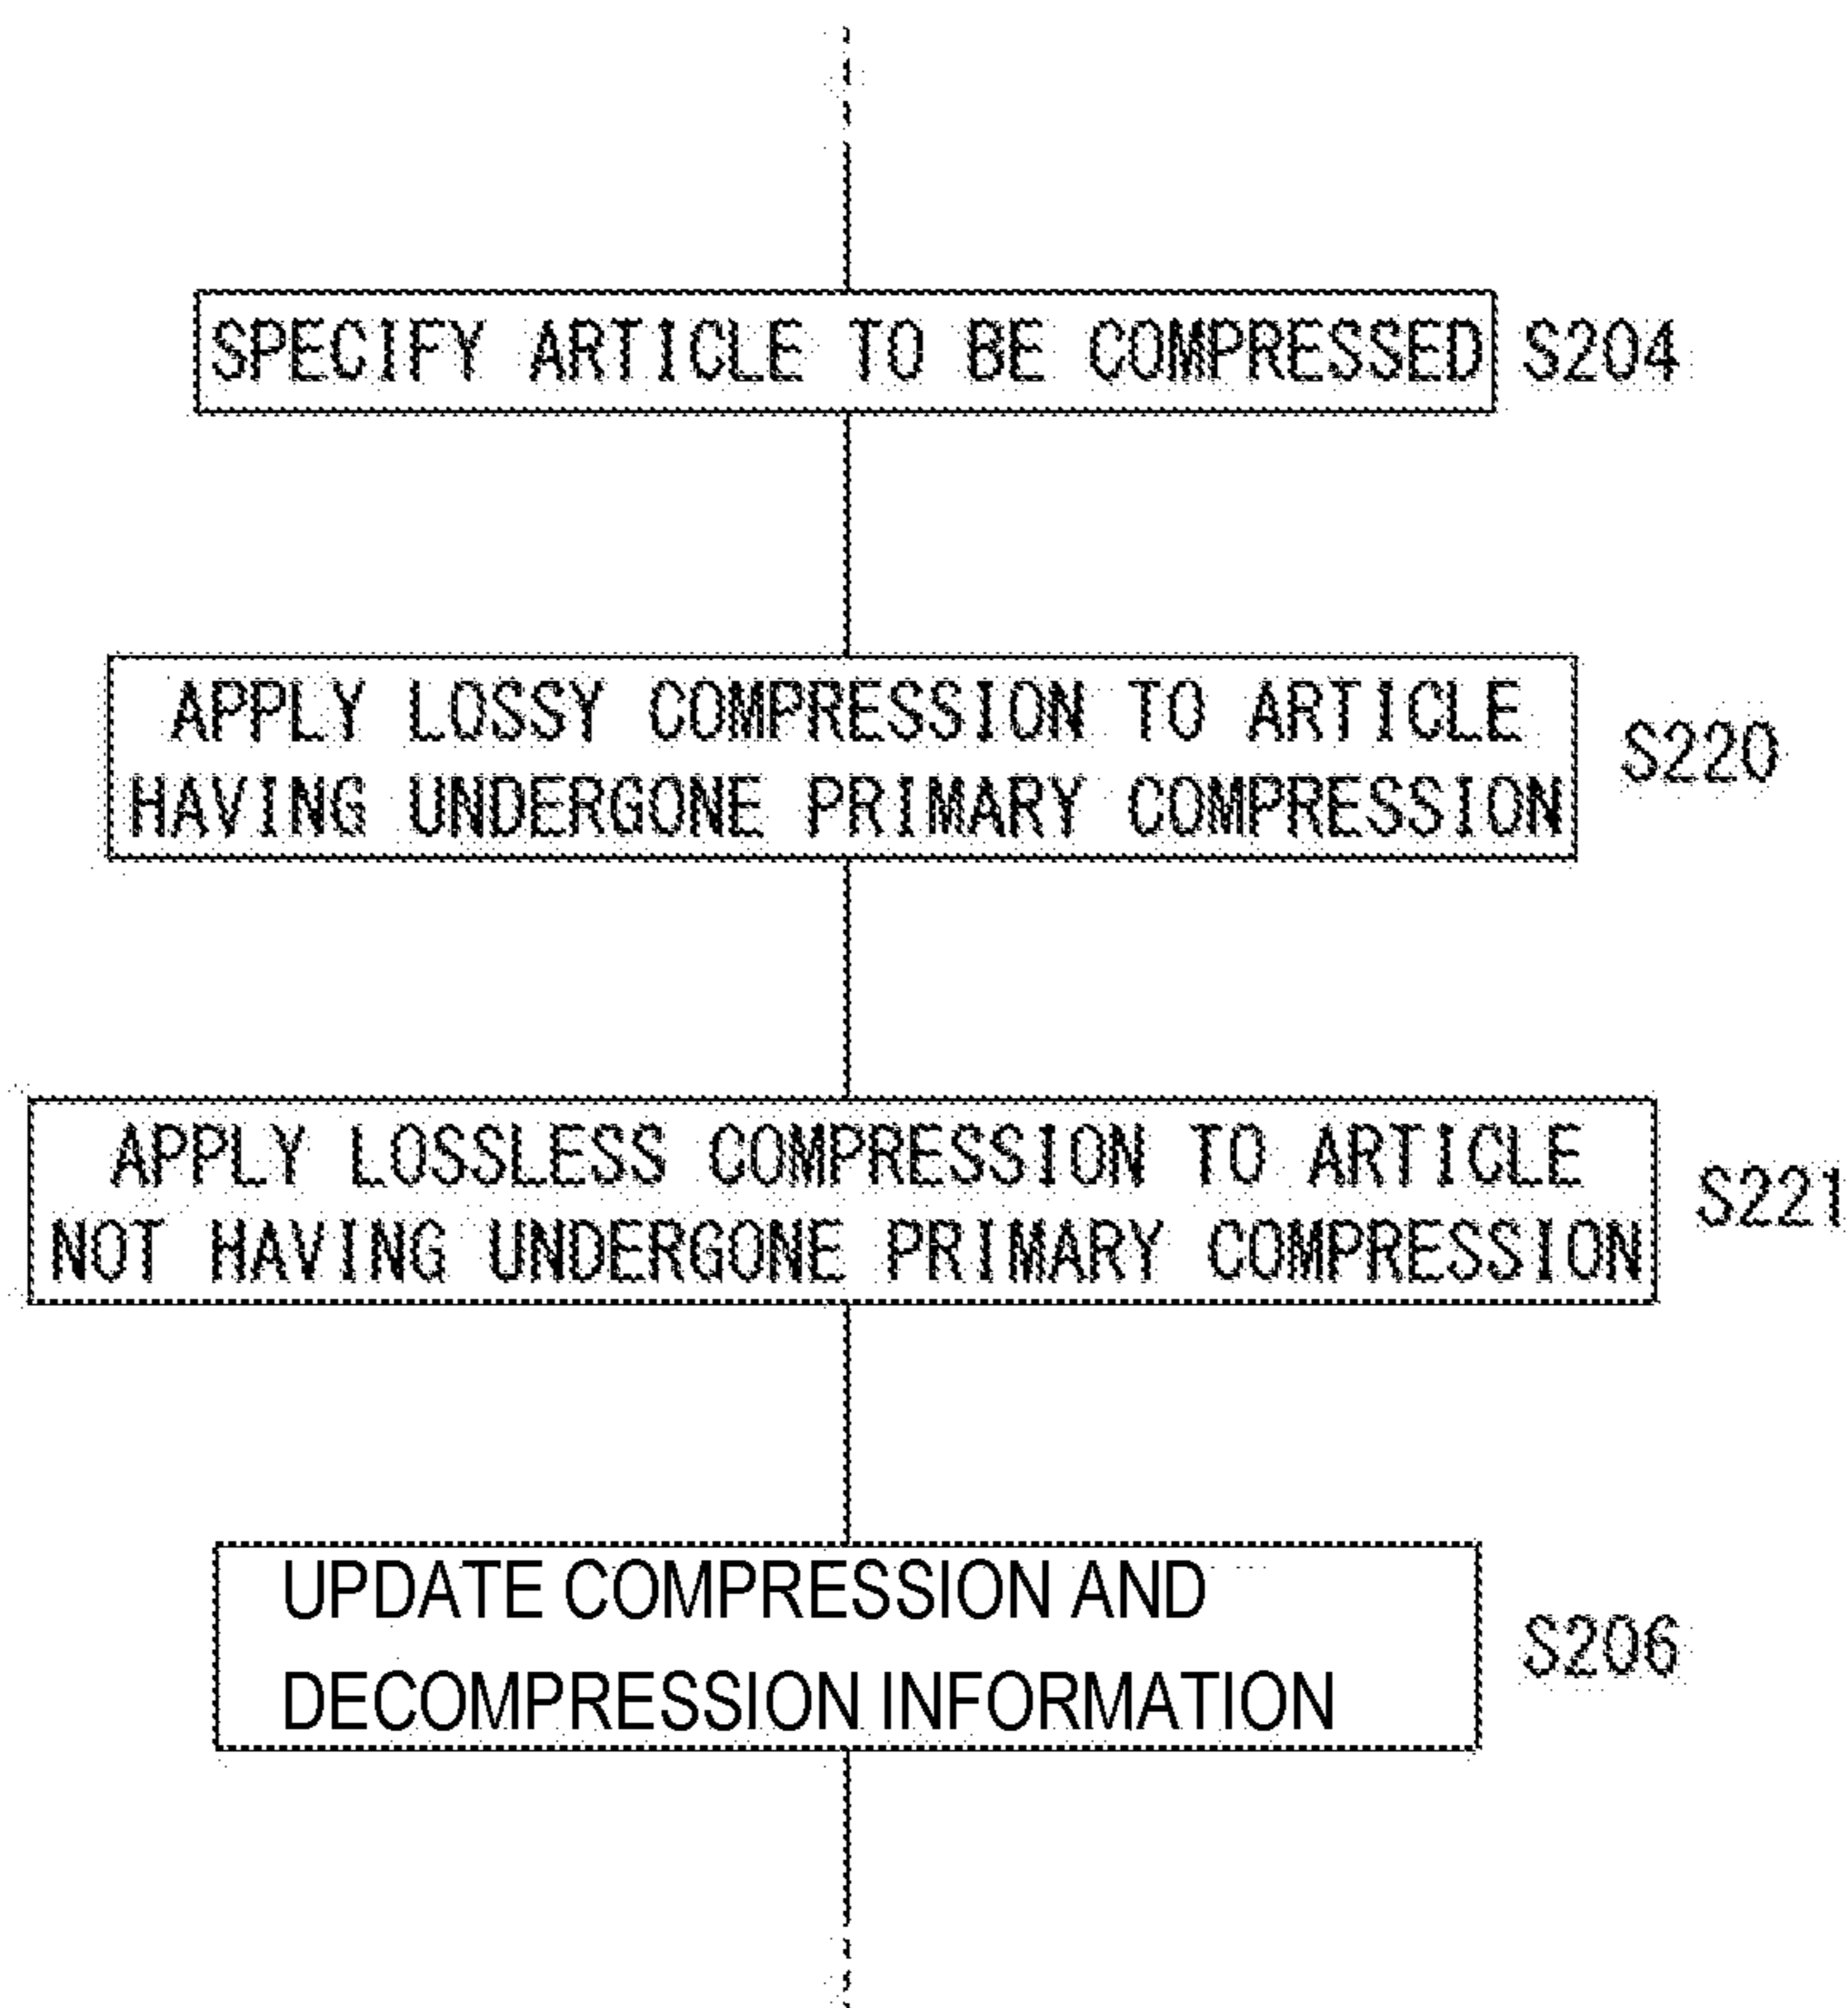 SPECIFY ARTICLE TO BE COMPRESSED S204
APPLY LOSSY COMPRESSION TO ARTICLE
HAVING UNDERGONE PRIMARY COMPRESSION
S220
APPLY LOSSLESS COMPRESSION TO ARTICLE
NOT HAVING UNDERGONE PRIMARY COMPRESSION
S221
UPDATE COMPRESSION AND
DECOMPRESSION INFORMATION
S206